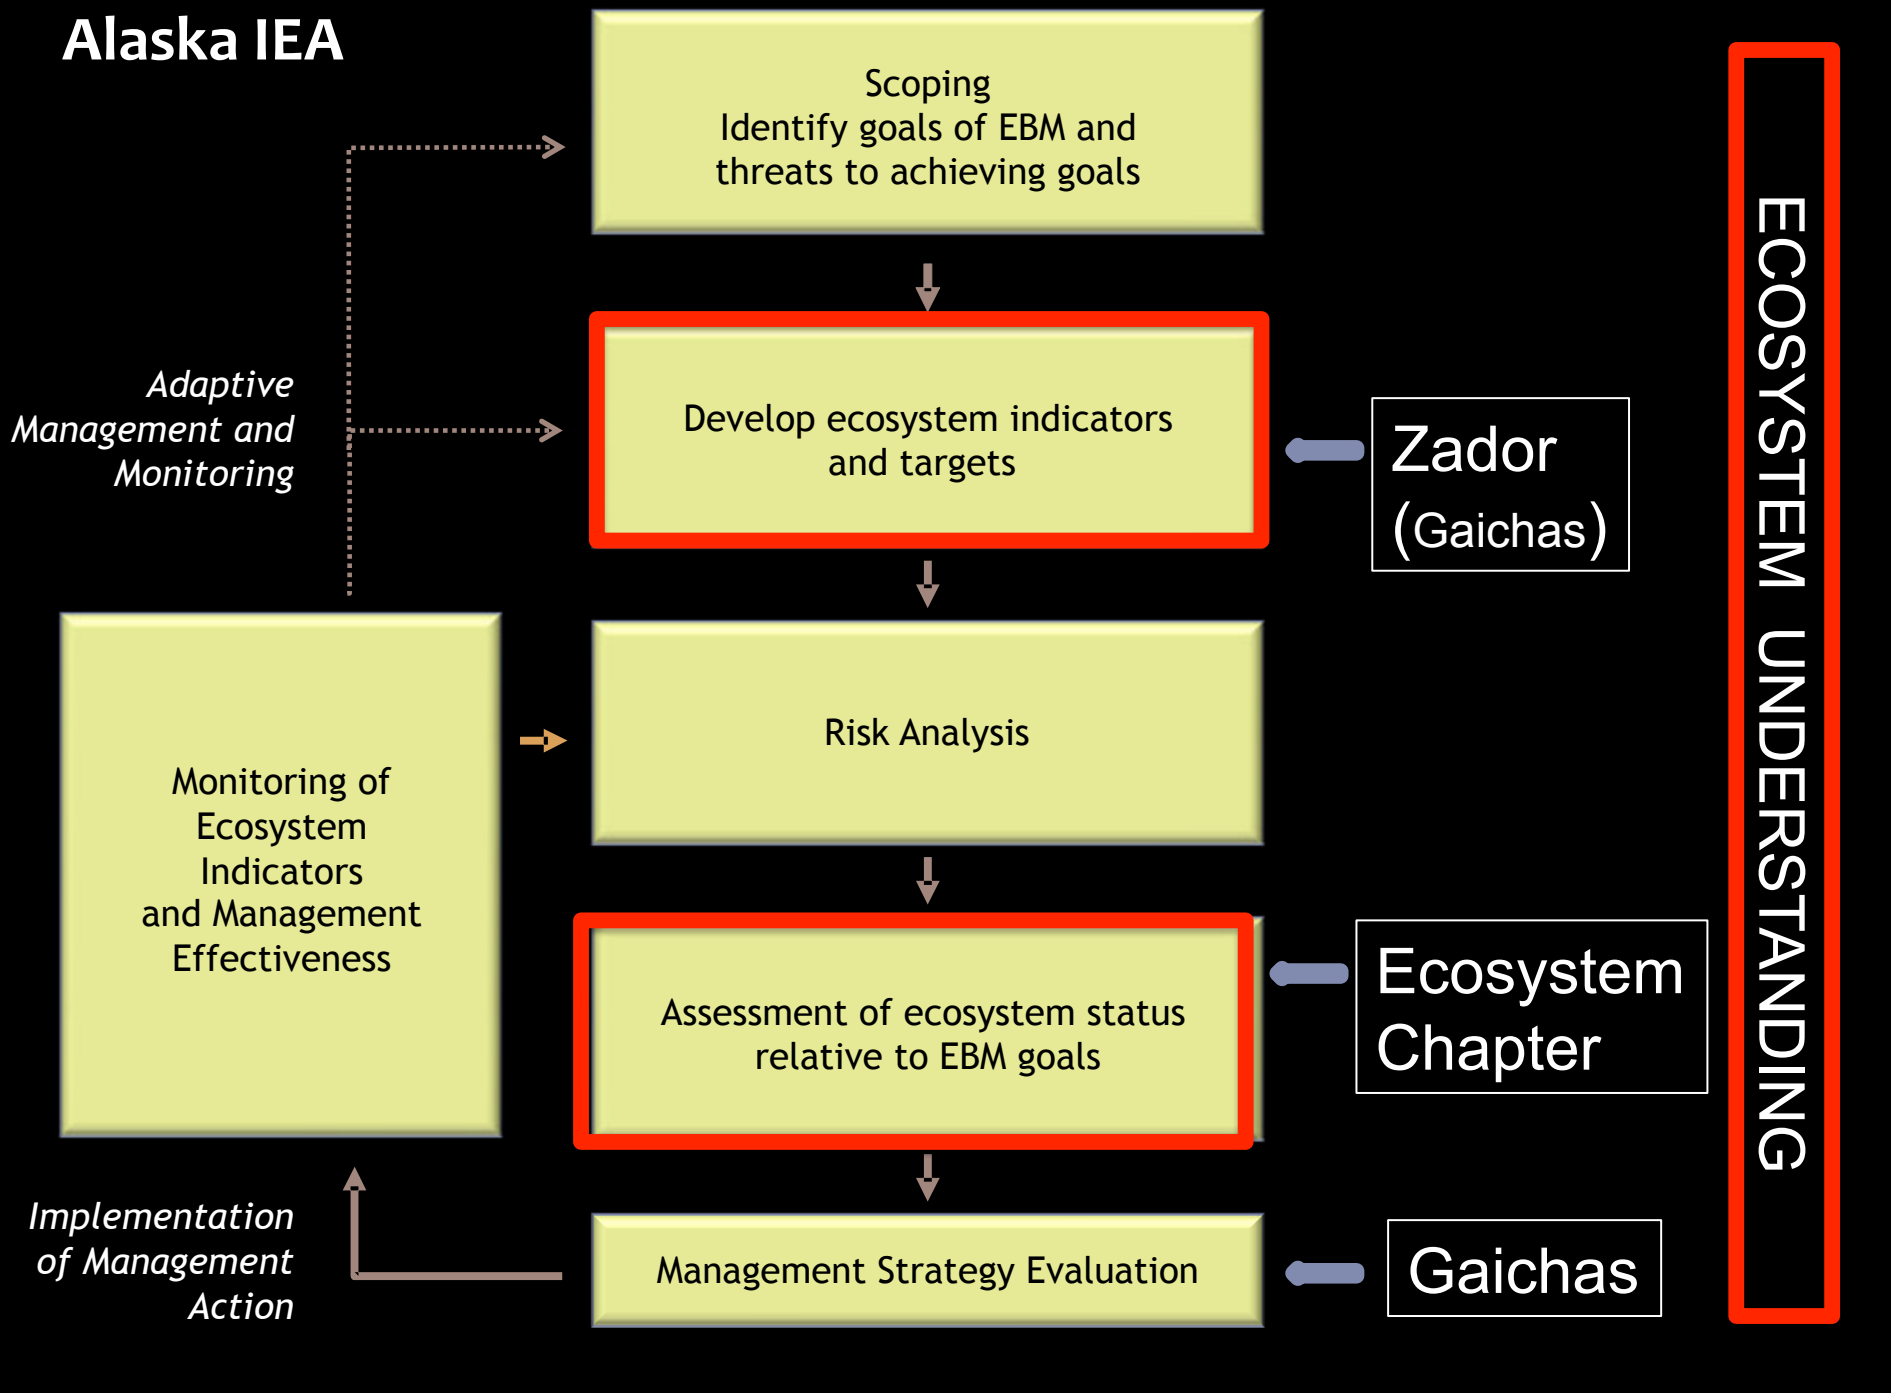 Alaska IEA
Scoping
Identify goals of EBM and
threats to achieving goals
Adaptive
Management and
Monitoring
Develop ecosystem indicators
and targets
Zador
(Gaichas)
Risk Analysis
Monitoring of
Ecosystem
Indicators
and Management
Effectiveness
Assessment of ecosystem status
relative to EBM goals
Ecosystem
Chapter
Implementation
of Management
Action
Management Strategy Evaluation
Gaichas
ECOSYSTEM UNDERSTANDING